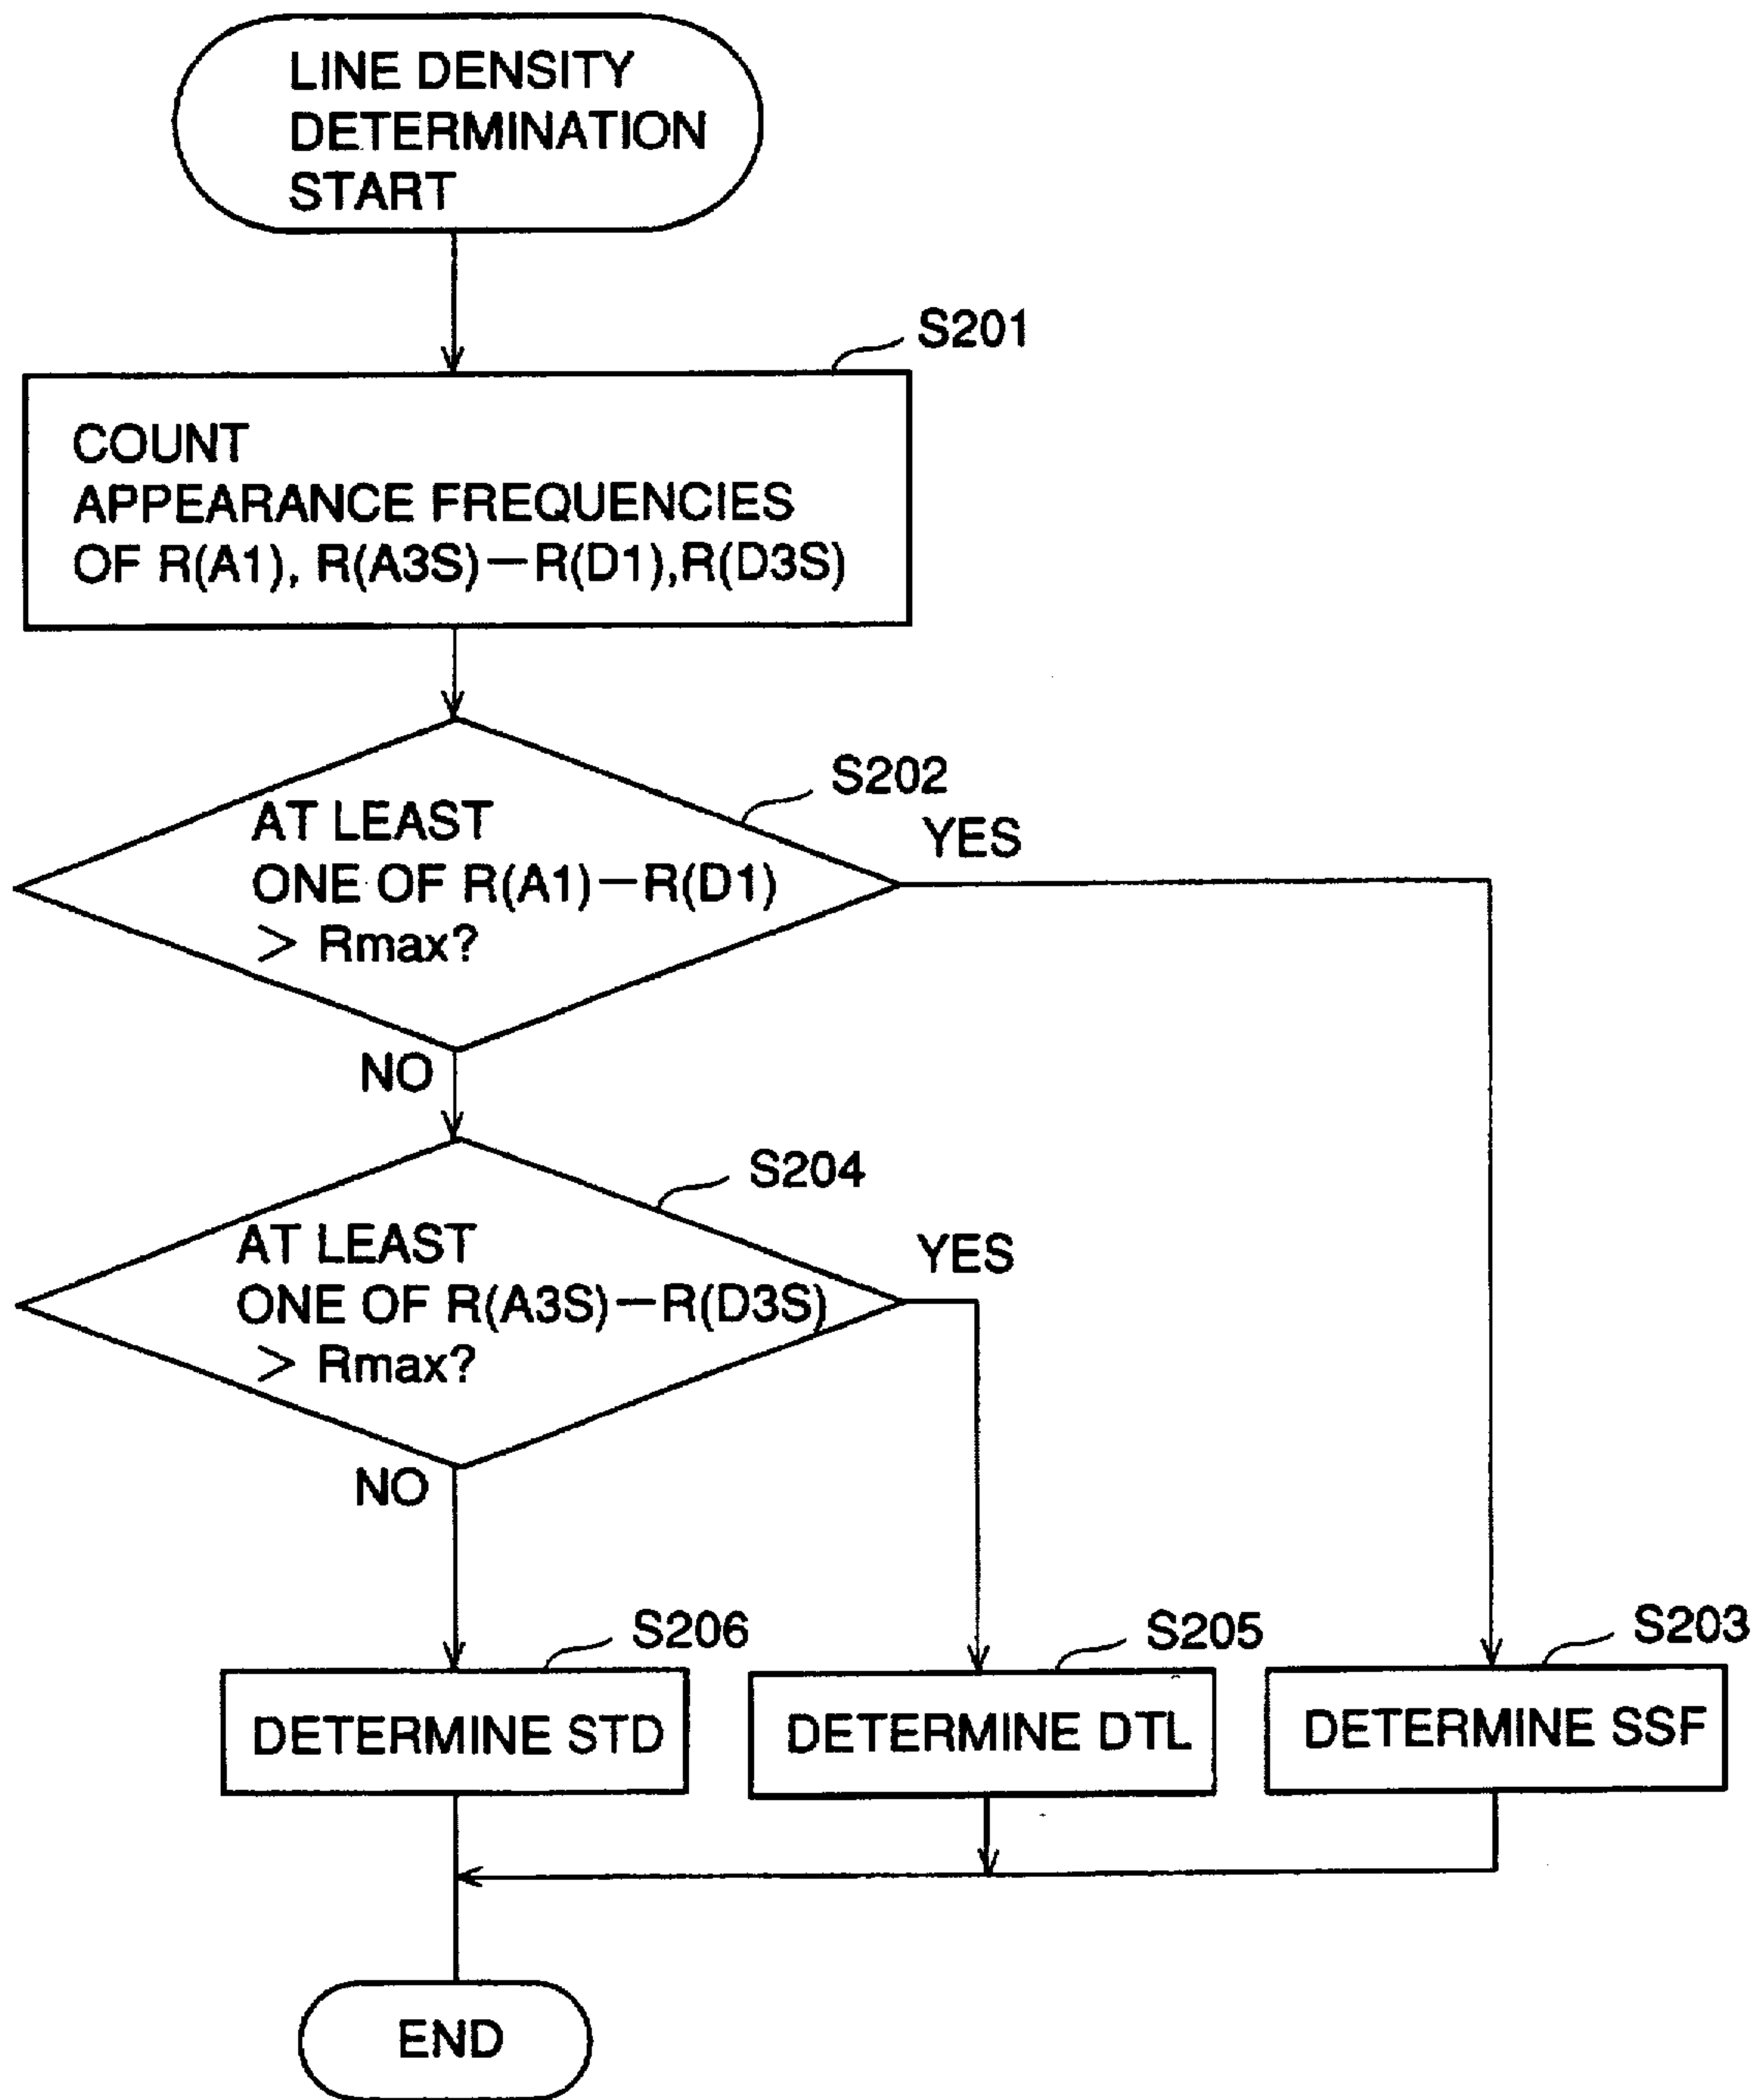 LINE DENSITY
DETERMINATION
START
S201
COUNT
APPEARANCE FREQUENCIES
OF R(A1), R(A3S)—R(D1),R(D3S)
S202
AT LEAST
ONE OF R(A1)—R(D1)
> Rmax?
YES
NO
S204
AT LEAST
ONE OF R(A3S)—R(D3S)
> Rmax?
YES
NO
S206
DETERMINE STD
S205
DETERMINE DTL
S203
DETERMINE SSF
END